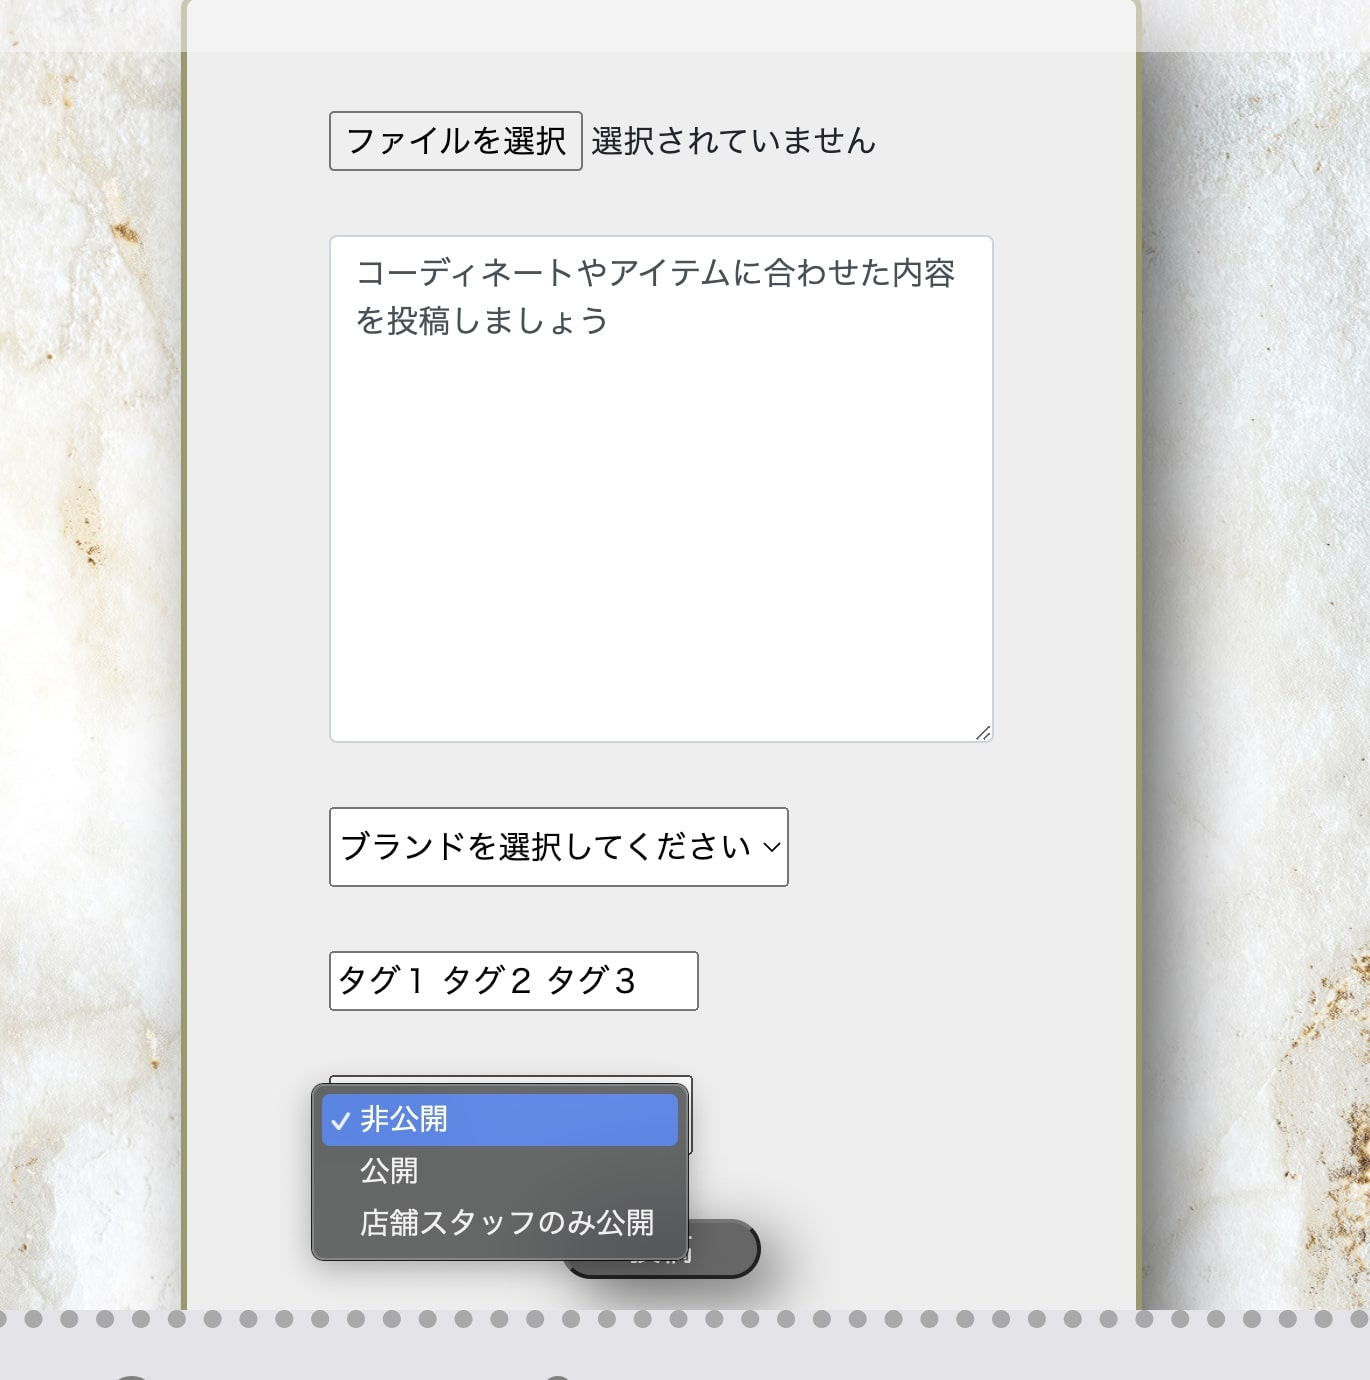 ファイルを選択 選択されていません
コーディネートやアイテムに合わせた内容
を投稿しましょう
ブランドを選択してください
タグ１ タグ２ タグ３
✓ 非公開
公開
店舗スタッフのみ公開